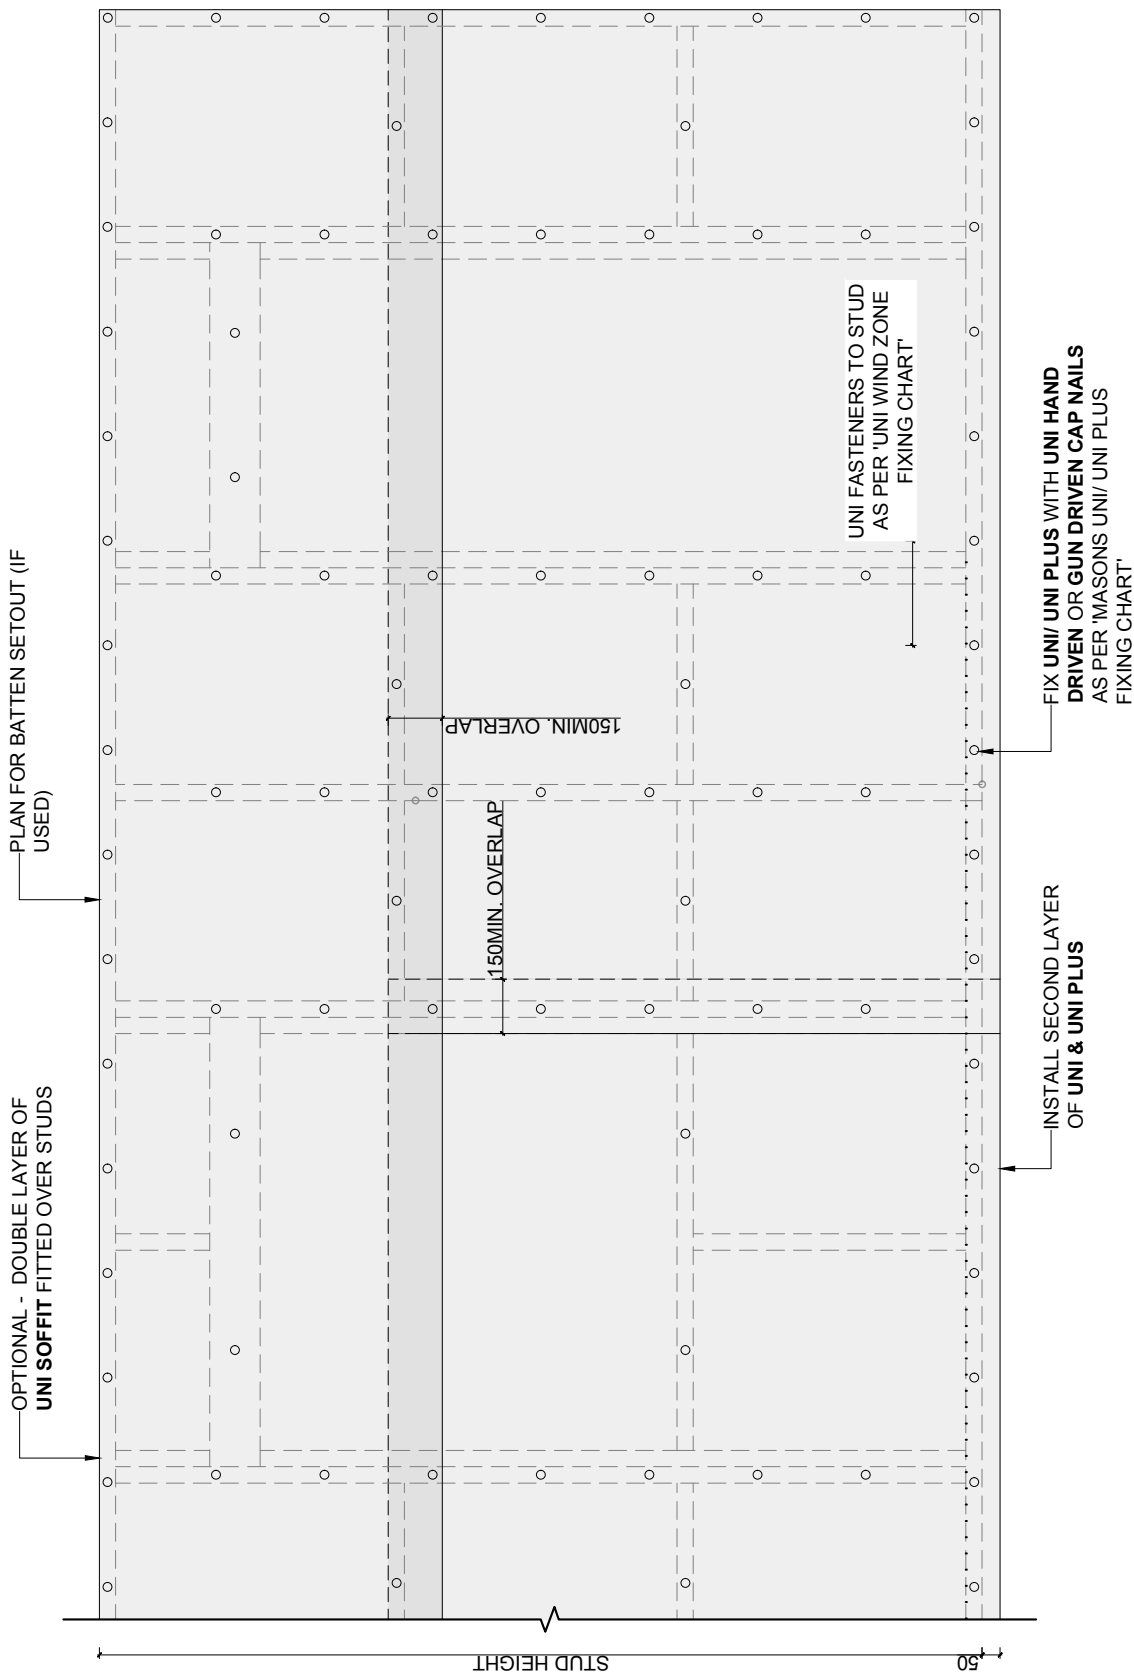 OPTIONAL - DOUBLE LAYER OF
UNI SOFFIT FITTED OVER STUDS
PLAN FOR BATTEN SETOUT (IF
USED)
150MIN. OVERLAP
150MIN. OVERLAP
UNI FASTENERS TO STUD
AS PER 'UNI WIND ZONE
FIXING CHART'
STUD HEIGHT
50
INSTALL SECOND LAYER
OF UNI & UNI PLUS
FIX UNI/ UNI PLUS WITH UNI HAND
DRIVEN OR GUN DRIVEN CAP NAILS
AS PER 'MASONS UNI/ UNI PLUS
FIXING CHART'